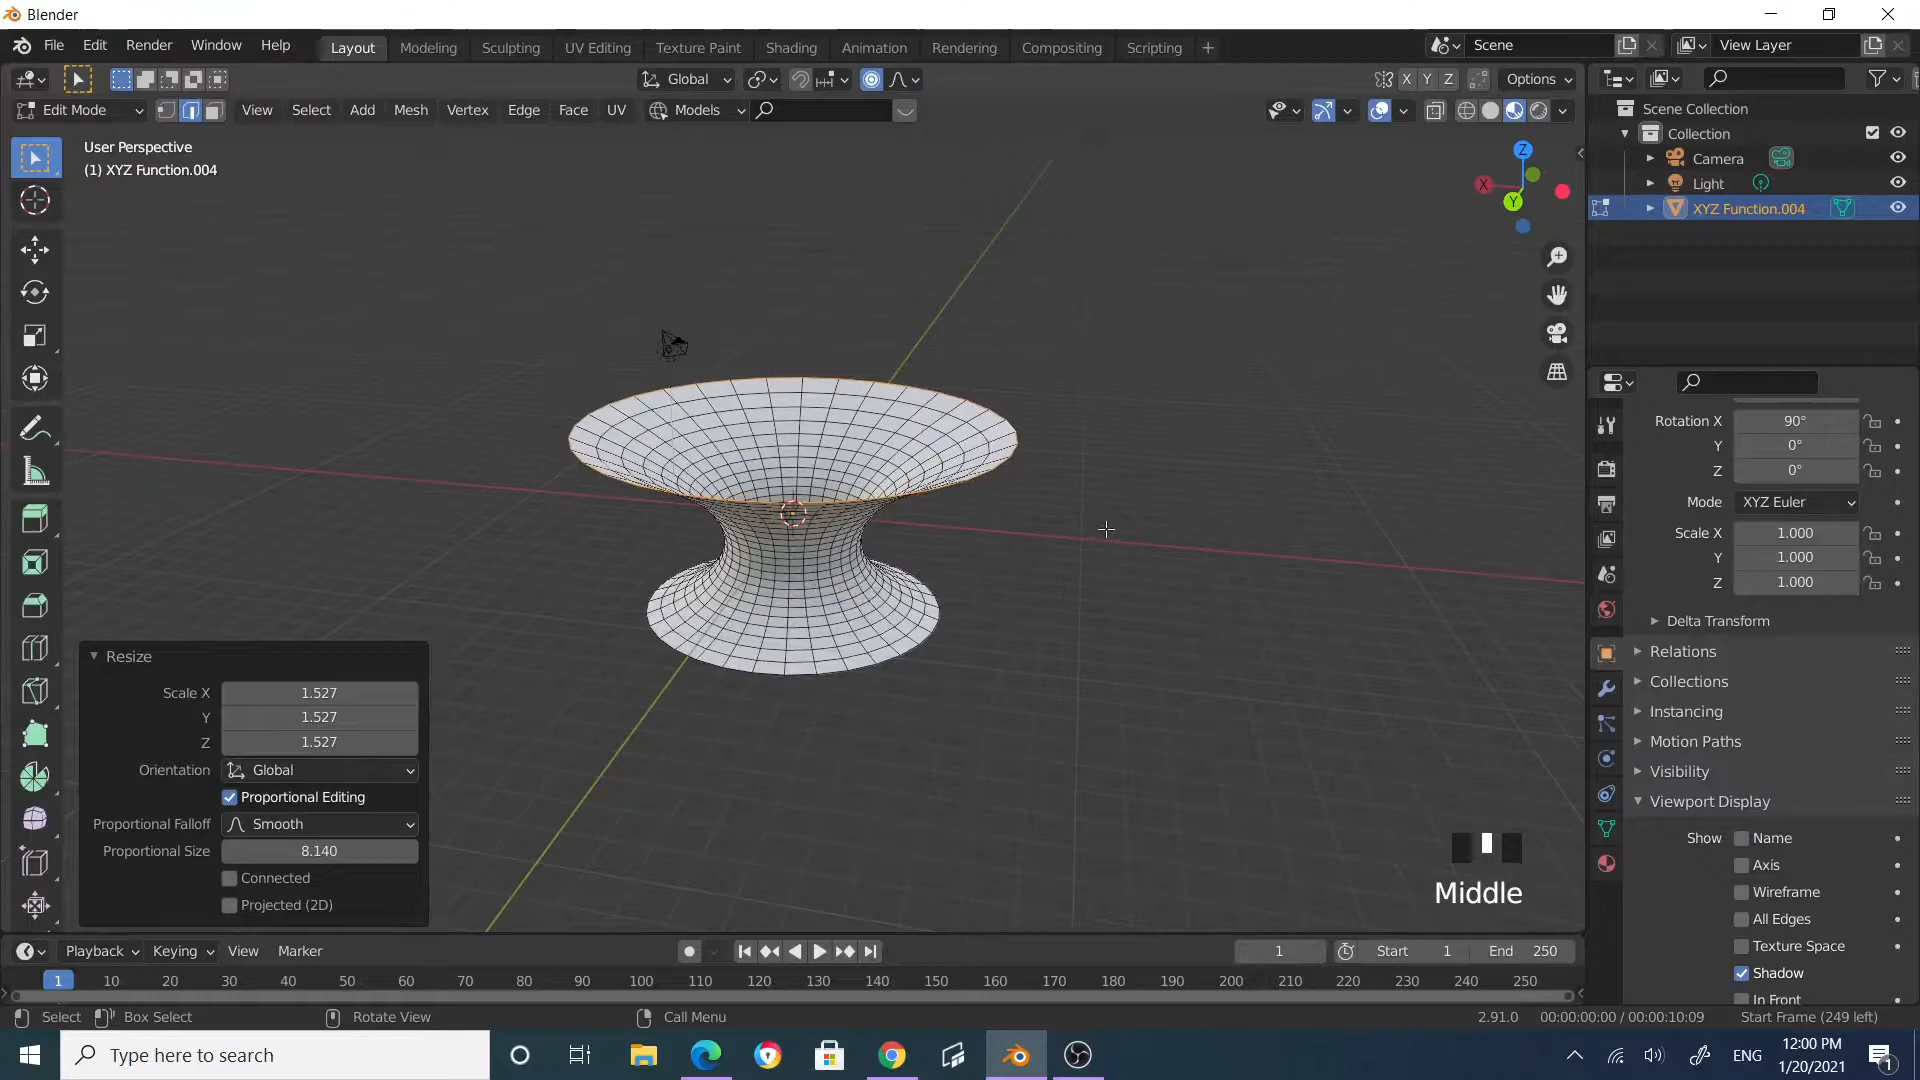 Blender
File Edit Render Window Help Layout Modeling Sculpting UV Editing Texture Paint Shading Animation Rendering Compositing Scripting Scene View Layer
Global X Y Z Options
Edit Mode View Select Add Mesh Vertex Edge Face UV Models
User Perspective
(1) XYZ Function.004
Z
X
Y
Scene Collection
Collection
Camera
Light
XYZ Function.004
Rotation X 90°
Y 0°
Z 0°
Mode XYZ Euler
Scale X 1.000
Y 1.000
Z 1.000
Delta Transform
Relations
Collections
Instancing
Motion Paths
Visibility
Viewport Display
Show Name
Axis
Wireframe
All Edges
Texture Space
Shadow
In Front
Resize
Scale X 1.527
Y 1.527
Z 1.527
Orientation Global
Proportional Editing
Proportional Falloff Smooth
Proportional Size 8.140
Connected
Projected (2D)
Middle
Playback Keying View Marker 1 Start 1 End 250
1 10 20 30 40 50 60 70 80 90 100 110 120 130 140 150 160 170 180 190 200 210 220 230 240 250
Select Box Select Rotate View Call Menu 2.91.0 00:00:00:00 / 00:00:10:09 Start Frame (249 left)
Type here to search
ENG
12:00 PM
1/20/2021
1